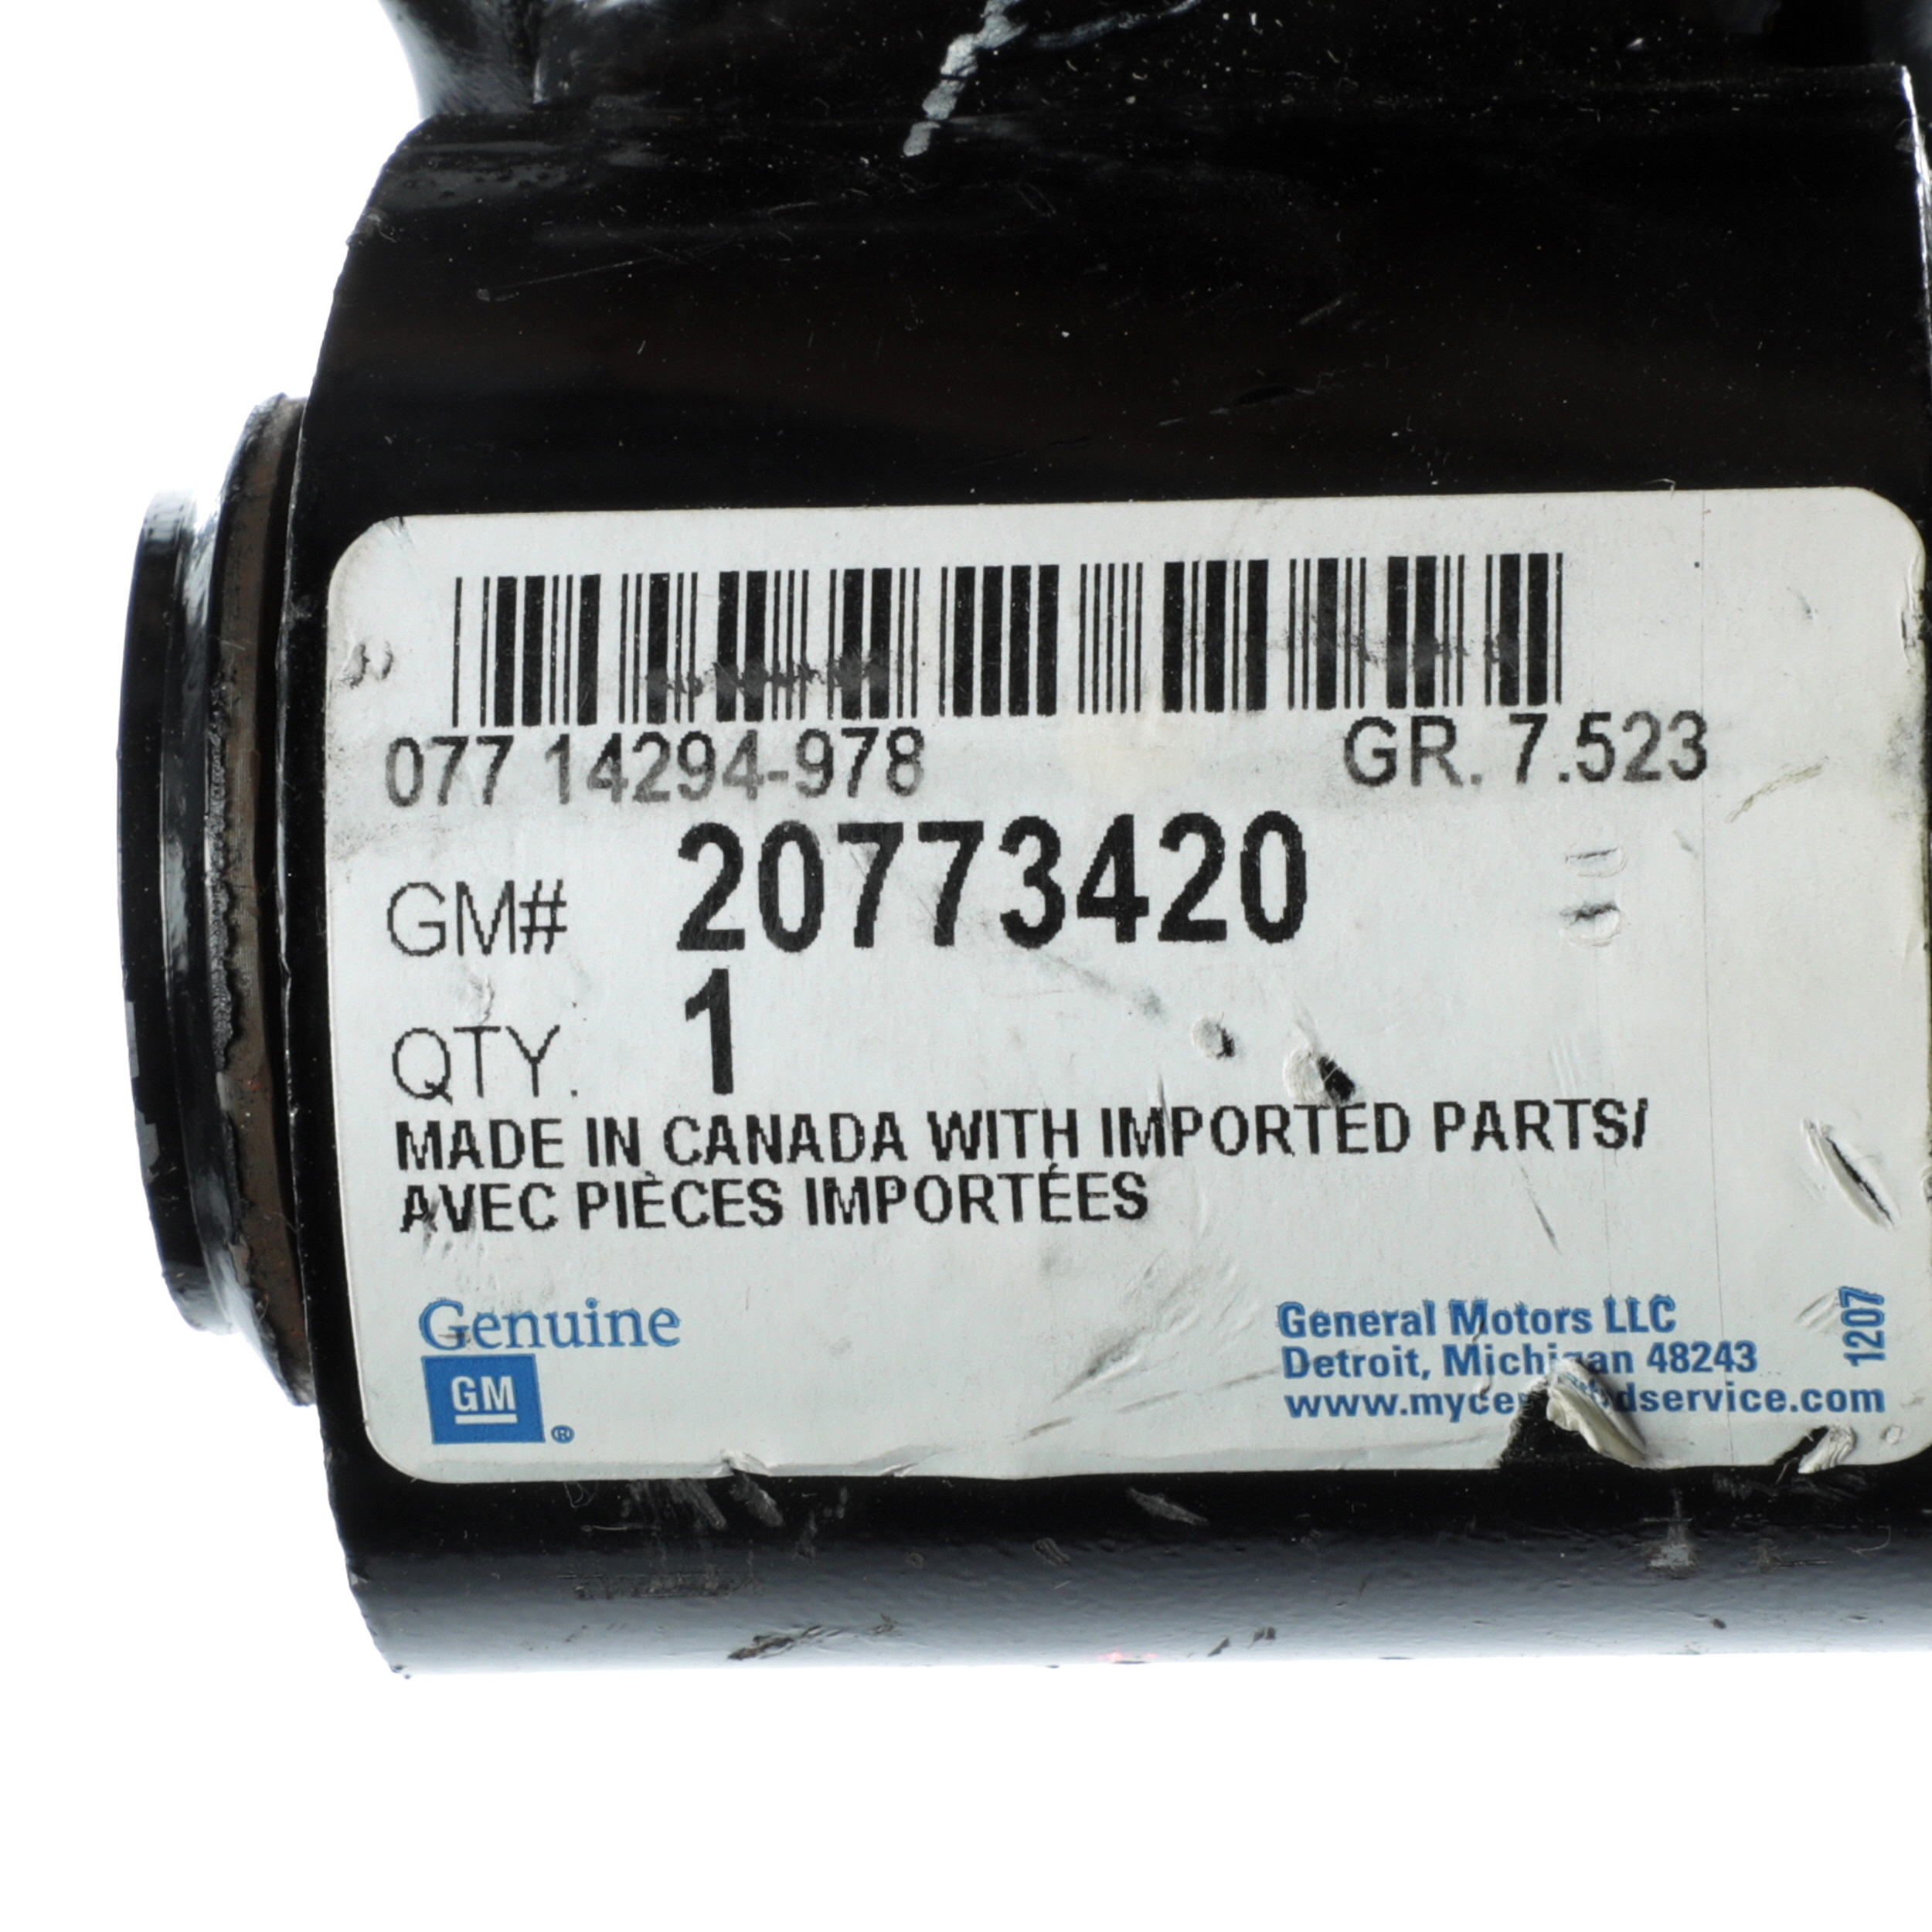 077 14294-978 GR. 7.523
GM# 20773420
QTY. 1
MADE IN CANADA WITH IMPORTED PARTS/
AVEC PIÈCES IMPORTÉES
Genuine
GM
®
General Motors LLC
Detroit, Michigan 48243
1207